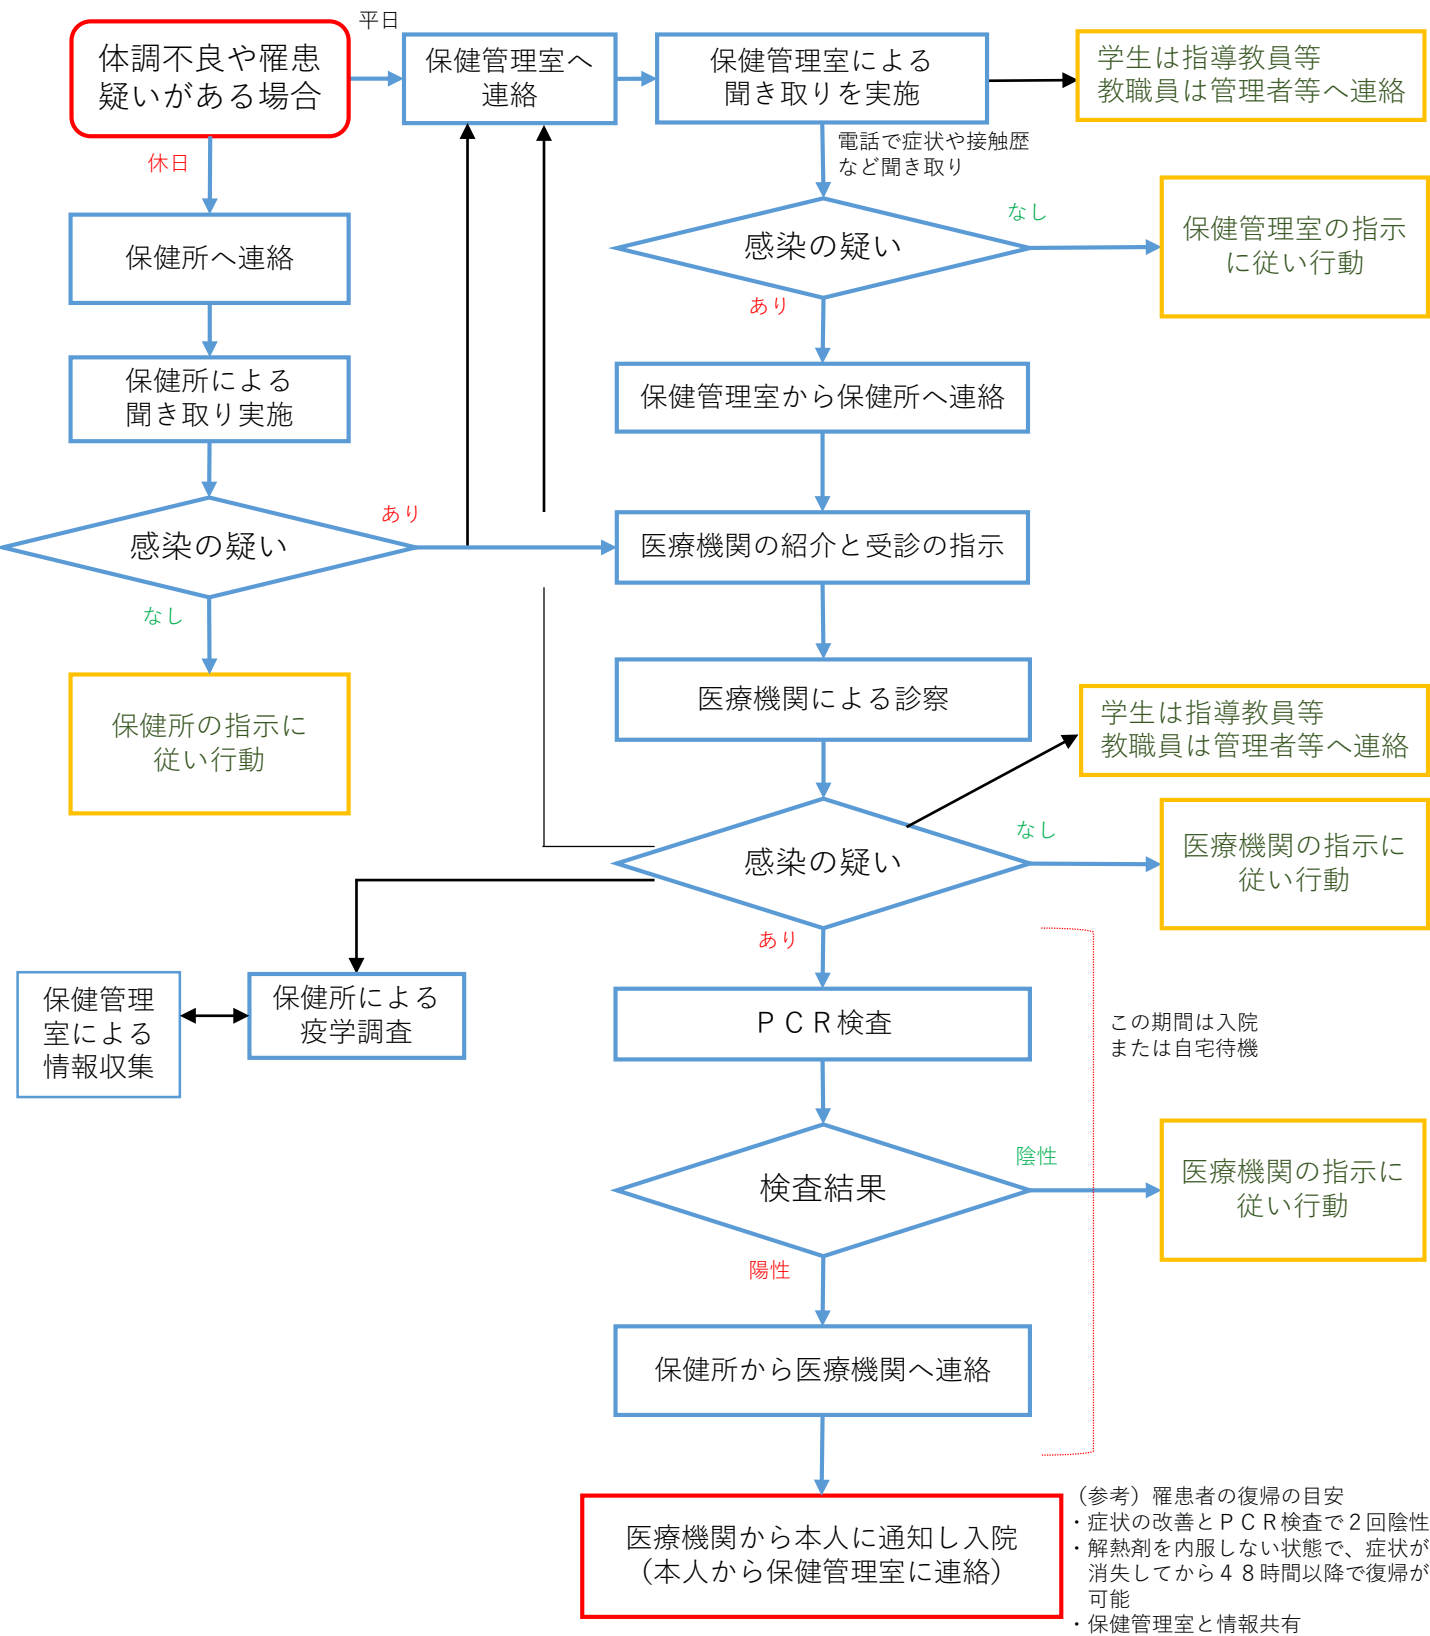 体調不良や罹患
疑いがある場合
平日
保健管理室へ
連絡
保健管理室による
聞き取りを実施
学生は指導教員等
教職員は管理者等へ連絡
電話で症状や接触歴
など聞き取り
休日
保健所へ連絡
感染の疑い
なし
保健管理室の指示
に従い行動
あり
保健所による
聞き取り実施
保健管理室から保健所へ連絡
感染の疑い
あり
医療機関の紹介と受診の指示
なし
保健所の指示に
従い行動
医療機関による診察
学生は指導教員等
教職員は管理者等へ連絡
感染の疑い
なし
医療機関の指示に
従い行動
あり
保健管理
室による
情報収集
保健所による
疫学調査
ＰＣＲ検査
この期間は入院
または自宅待機
検査結果
陰性
医療機関の指示に
従い行動
陽性
保健所から医療機関へ連絡
医療機関から本人に通知し入院
（本人から保健管理室に連絡）
（参考）罹患者の復帰の目安
・症状の改善とＰＣＲ検査で２回陰性
・解熱剤を内服しない状態で、症状が
消失してから４８時間以降で復帰が
可能
・保健管理室と情報共有